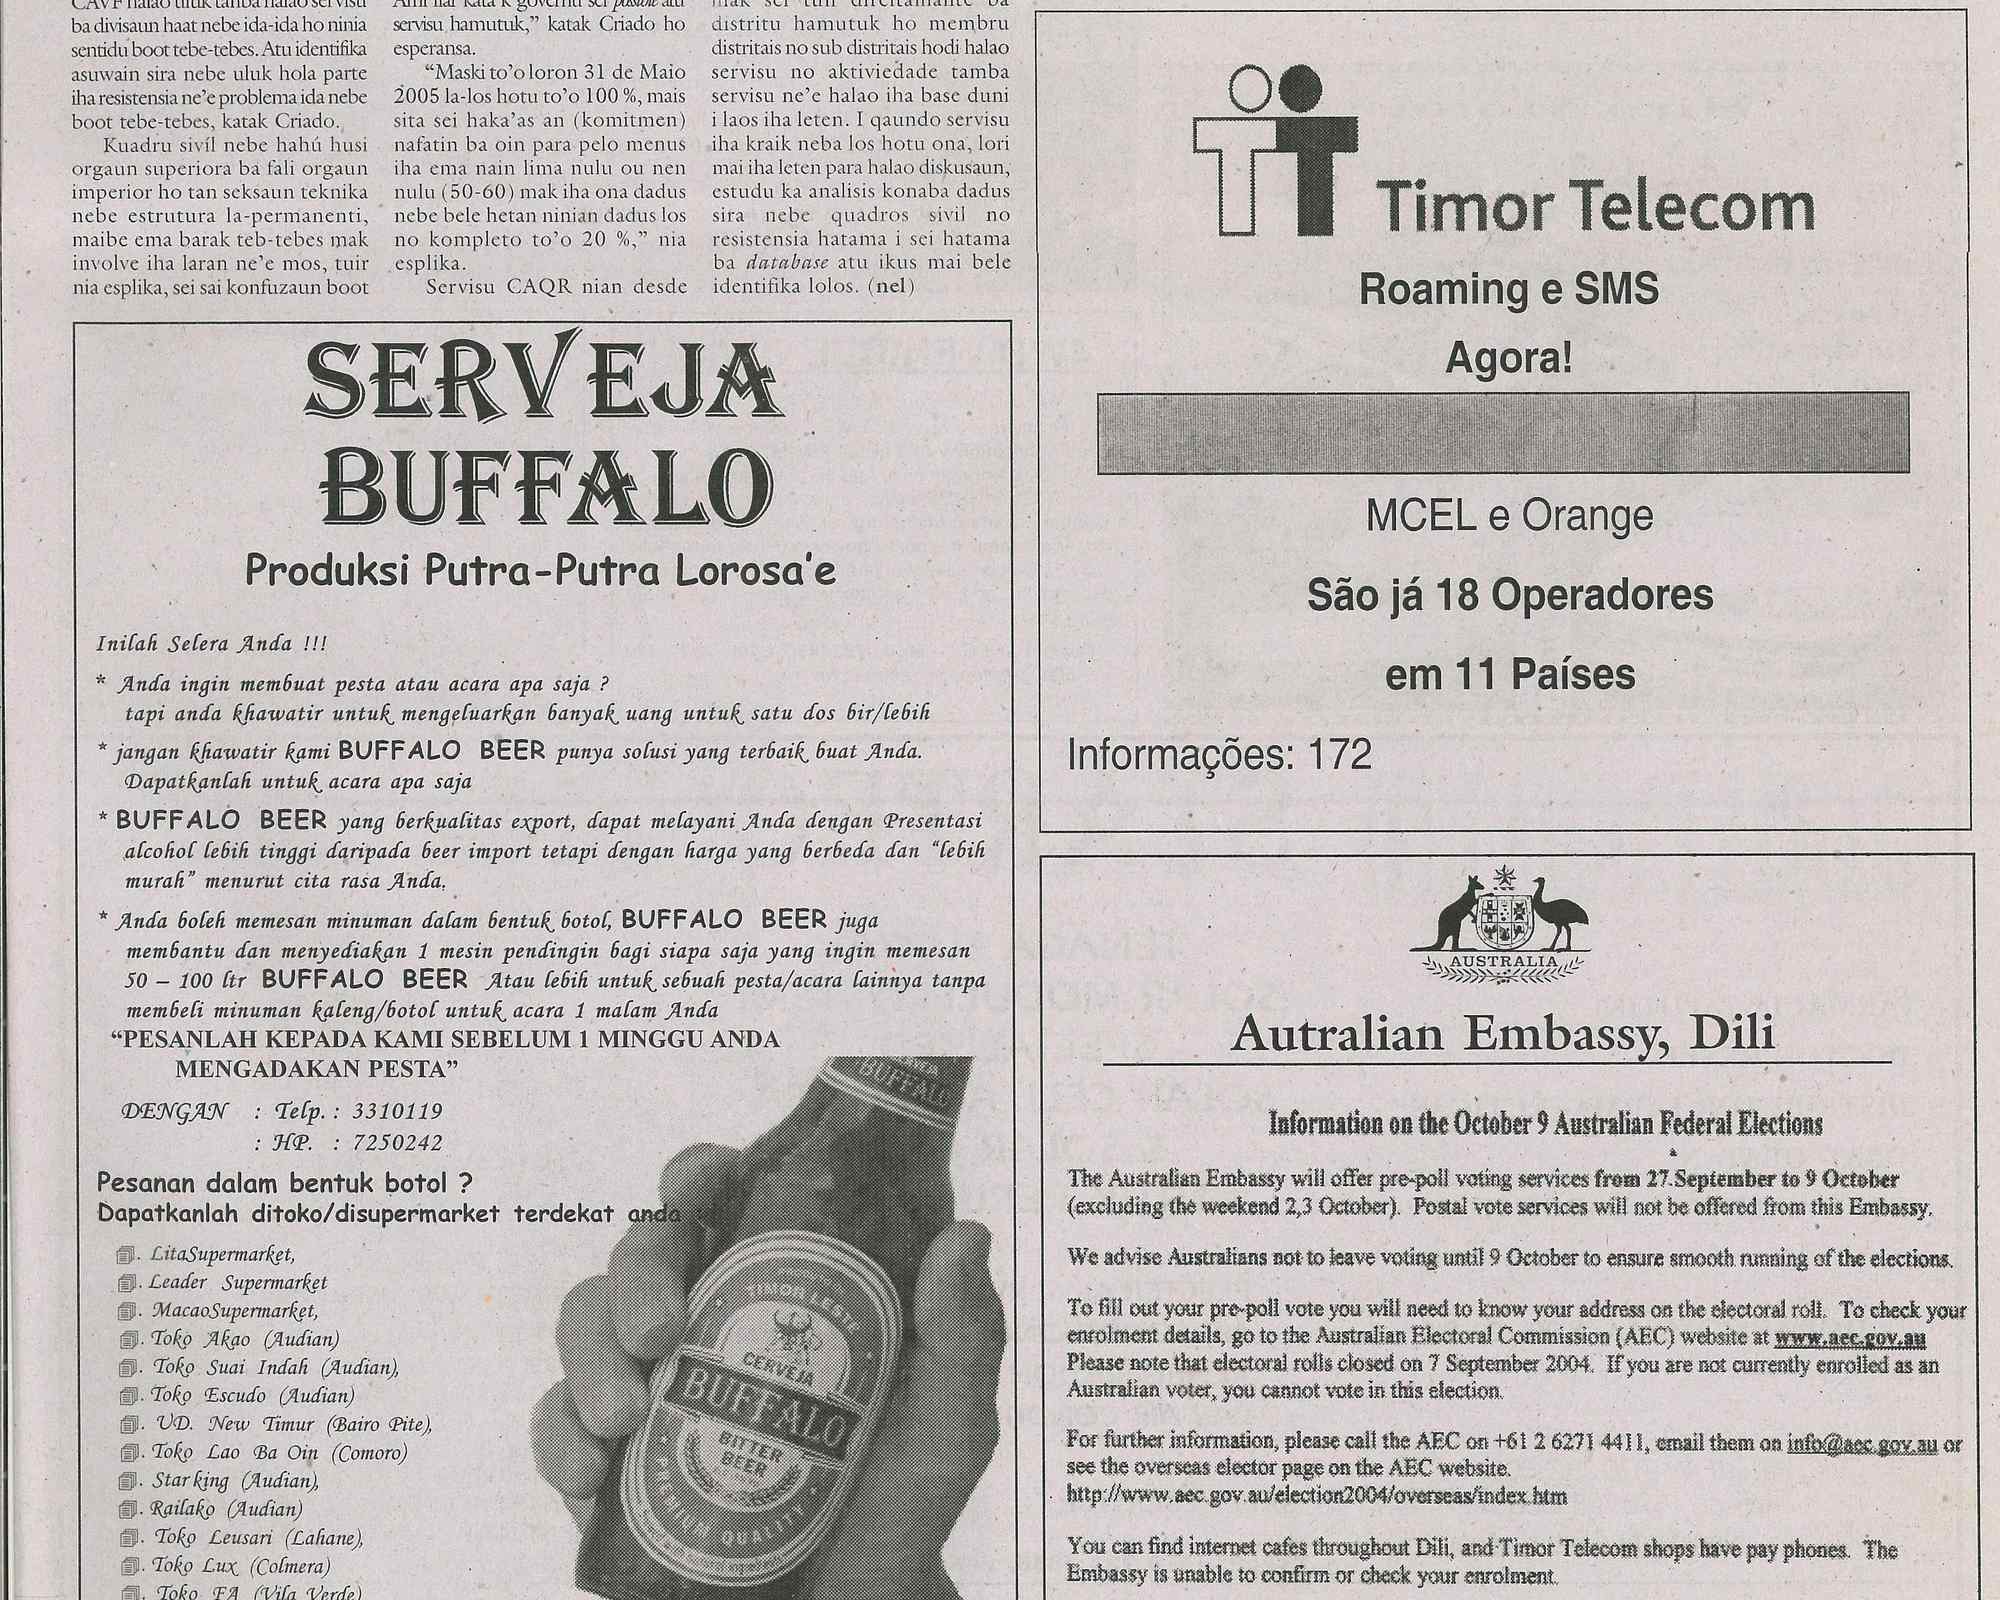 ba divisaun haat nebe ida-ida ho ninia
sentidu boot tebe-tebes. Atu identifika
asuwain sira nebe uluk hola parte
iha resistensia ne'e problema ida nebe
boot tebe-tebes, katak Criado.
Kuadru sivíl nebe hahú husi
orgaun superiora ba fali orgaun
imperior ho tan seksaun teknika
nebe estrutura la-permanenti,
maibe ema barak teb-tebes mak
involve iha laran ne'e mos, tuir
nia esplika, sei sai konfuzaun boot
servisu hamutuk," katak Criado ho
esperansa.
"Maski to'o loron 31 de Maio
2005 la-los hotu to'o 100 %, mais
sita sei haka'as an (komitmen)
nafatin ba oin para pelo menus
iha ema nain lima nulu ou nen
nulu (50-60) mak iha ona dadus
nebe bele hetan ninian dadus los
no kompleto to'o 20 %," nia
esplika.
Servisu CAQR nian desde
mak sei tun direitamante ba
distritu hamutuk ho membru
distritais no sub distritais hodi halao
servisu no aktiviedade tamba
servisu ne'e halao iha base duni
i laos iha leten. I qaundo servisu
iha kraik neba los hotu ona, lori
mai iha leten para halao diskusaun,
estudu ka analisis konaba dadus
sira nebe quadros sivil no
resistensia hatama i sei hatama
ba database atu ikus mai bele
identifika lolos. (nel)
SERVEJA
BUFFALO
Produksi Putra-Putra Lorosa'e
Inilah Selera Anda !!!
* Anda ingin membuat pesta atau acara apa saja ?
tapi anda khawatir untuk mengeluarkan banyak uang untuk satu dos bir/lebih
* jangan khawatir kami BUFFALO BEER punya solusi yang terbaik buat Anda.
Dapatkanlah untuk acara apa saja
* BUFFALO BEER yang berkualitas export, dapat melayani Anda dengan Presentasi
alcohol lebih tinggi daripada beer import tetapi dengan harga yang berbeda dan "lebih
murah" menurut cita rasa Anda.
* Anda boleh memesan minuman dalam bentuk botol, BUFFALO BEER juga
membantu dan menyediakan 1 mesin pendingin bagi siapa saja yang ingin memesan
50 – 100 ltr BUFFALO BEER Atau lebih untuk sebuah pesta/acara lainnya tanpa
membeli minuman kaleng/botol untuk acara 1 malam Anda
"PESANLAH KEPADA KAMI SEBELUM 1 MINGGU ANDA
MENGADAKAN PESTA"
DENGAN : Telp. : 3310119
: HP. : 7250242
Pesanan dalam bentuk botol ?
Dapatkanlah ditoko/disupermarket terdekat anda
. LitaSupermarket,
. Leader Supermarket
. MacaoSupermarket,
. Toko Akao (Audian)
. Toko Suai Indah (Audian),
. Toko Escudo (Audian)
. UD. New Timur (Bairo Pite),
. Toko Lao Ba Oin (Comoro)
. Star king (Audian),
. Railako (Audian)
. Toko Leusari (Lahane),
. Toko Lux (Colmera)
. Toko FA (Vila Verde)
BUFFALO
TIMOR LESTE
CERVEJA
BUFFALO
BITTER
BEER
PREMIUM QUALITY
Timor Telecom
Roaming e SMS
Agora!
MCEL e Orange
São já 18 Operadores
em 11 Países
Informações: 172
AUSTRALIA
Autralian Embassy, Dili
Information on the October 9 Australian Federal Elections
The Australian Embassy will offer pre-poll voting services from 27 September to 9 October
(excluding the weekend 2,3 October). Postal vote services will not be offered from this Embassy.
We advise Australians not to leave voting until 9 October to ensure smooth running of the elections.
To fill out your pre-poll vote you will need to know your address on the electoral roll. To check your
enrolment details, go to the Australian Electoral Commission (AEC) website at www.aec.gov.au
Please note that electoral rolls closed on 7 September 2004. If you are not currently enrolled as an
Australian voter, you cannot vote in this election.
For further information, please call the AEC on +61 2 6271 4411, email them on info@aec.gov.au or
see the overseas elector page on the AEC website.
http://www.aec.gov.au/election2004/overseas/index.htm
You can find internet cafes throughout Dili, and Timor Telecom shops have pay phones. The
Embassy is unable to confirm or check your enrolment.